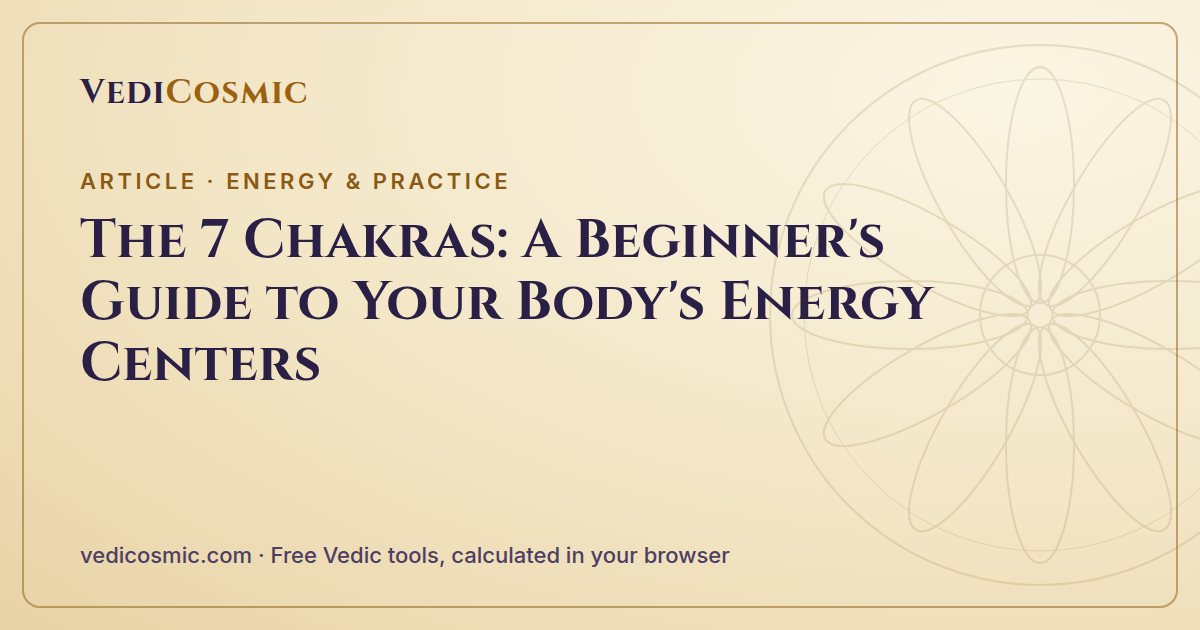 VediCosmic
ARTICLE · ENERGY & PRACTICE
The 7 Chakras: A Beginner's
Guide to Your Body's Energy
Centers
vedicosmic.com · Free Vedic tools, calculated in your browser